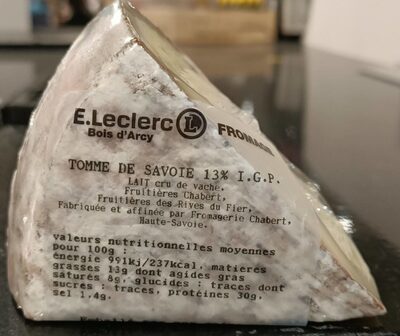 E.Leclerc L
Bois d'Arcy
FROMAGE
TOMME DE SAVOIE 13% I.G.P.
LAIT cru de vache,
Fruitières Chabert,
Fruitières des Rives du Fier,
Fabriquée et affinée par Fromagerie Chabert,
Haute-Savoie.
valeurs nutritionnelles moyennes
pour 100g :
énergie 991kj/237kcal, matières
grasses 13g dont agides gras
saturés 8g, glucides : traces dont
sucres : traces, protéines 30g,
sel 1.4g.